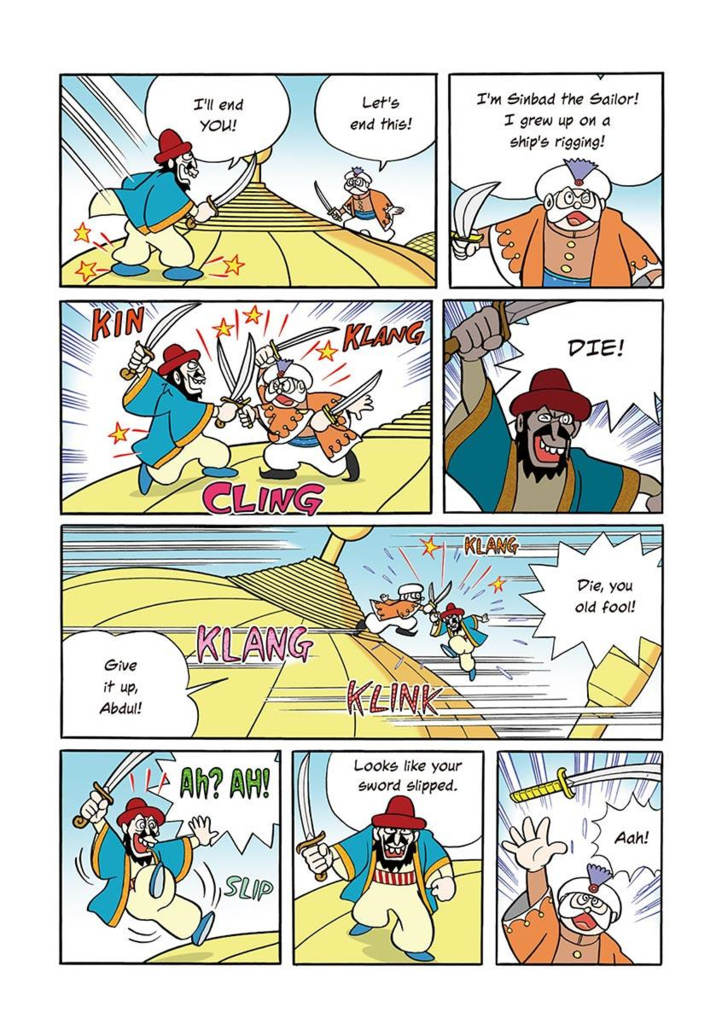 I'll end
YOU!
Let's
end this!
I'm Sinbad the Sailor!
I grew up on a
ship's rigging!
KIN
KLANG
CLING
DIE!
KLANG
Die, you
old fool!
KLANG
Give
it up,
Abdul!
KLINK
Ah? AH!
SLIP
Looks like your
sword slipped.
Aah!